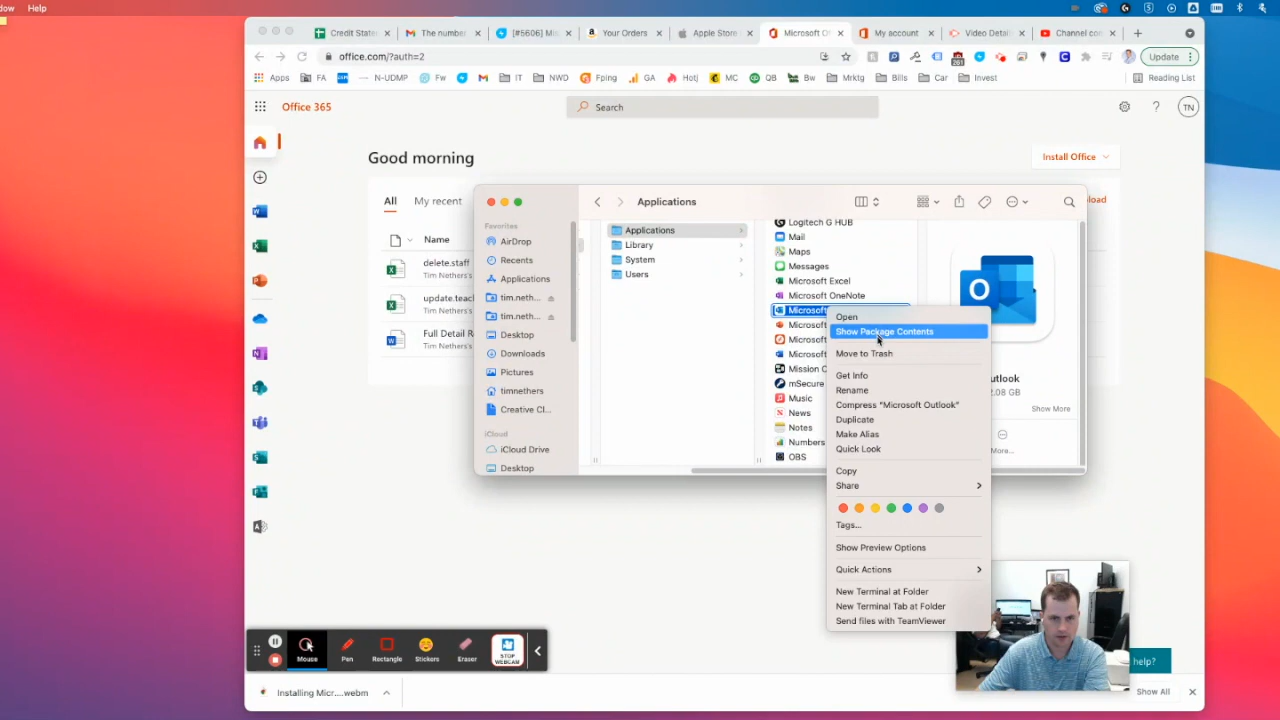 dow Help
Credit State
The number
[#5606] Mi
Your Orders
Apple Store
Microsoft O
My account
Video Detai
Channel con
office.com/?auth=2
Update
Apps
FA
N-UDMP
Fw
IT
NWD
Fping
GA
Hotj
MC
QB
Bw
Mrktg
Bills
Car
Invest
Reading List
Office 365
Search
TN
Good morning
Install Office
All
My recent
load
Name
delete.staff
Tim Nethers's
update.teac
Tim Nethers's
Full Detail R
Tim Nethers's
Applications
Favorites
AirDrop
Recents
Applications
tim.neth...
tim.neth...
Desktop
Downloads
Pictures
timnethers
Creative Cl...
iCloud
iCloud Drive
Desktop
Applications
Library
System
Users
Logitech G HUB
Mail
Maps
Messages
Microsoft Excel
Microsoft OneNote
Microsoft
Microsof
Microsof
Microsof
Mission C
mSecure
Music
News
Notes
Numbers
OBS
Open
Show Package Contents
Move to Trash
Get Info
Rename
Compress "Microsoft Outlook"
Duplicate
Make Alias
Quick Look
Copy
Share
Tags...
Show Preview Options
Quick Actions
New Terminal at Folder
New Terminal Tab at Folder
Send files with TeamViewer
utlook
2.08 GB
Show More
More...
Mouse
Pen
Rectangle
Stickers
Eraser
STOP
WEBCAM
help?
Installing Micr....webm
Show All